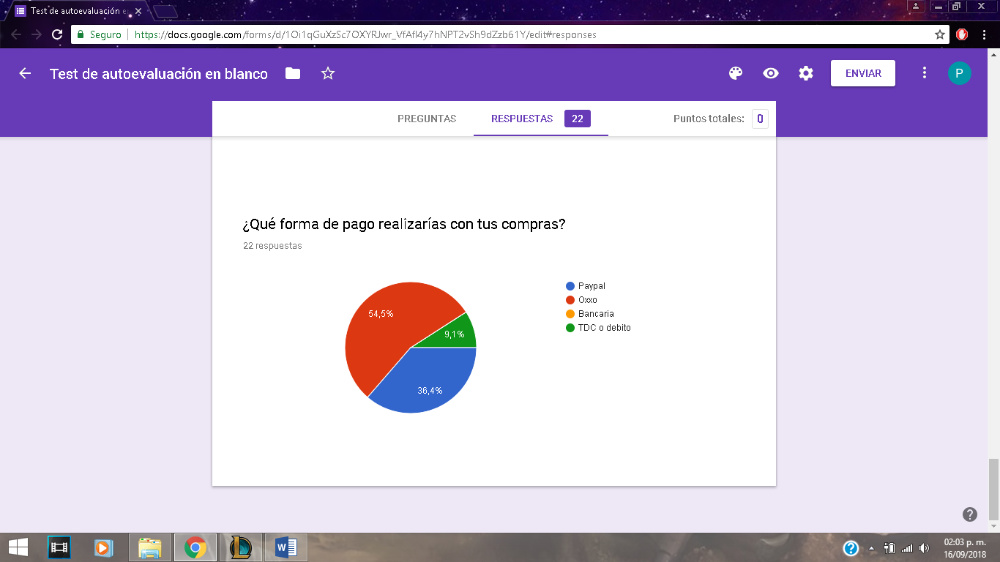 Test de autoevaluación e
Seguro
https://docs.google.com/forms/d/1Oi1qGuXzSc7OXYRJwr_VfAfl4y7hNPT2vSh9dZzb61Y/edit#responses
Test de autoevaluación en blanco
ENVIAR
P
PREGUNTAS
RESPUESTAS 22
Puntos totales: 0
¿Qué forma de pago realizarías con tus compras?
22 respuestas
54,5%
9,1%
36,4%
Paypal
Oxxo
Bancaria
TDC o debito
02:03 p. m.
16/09/2018